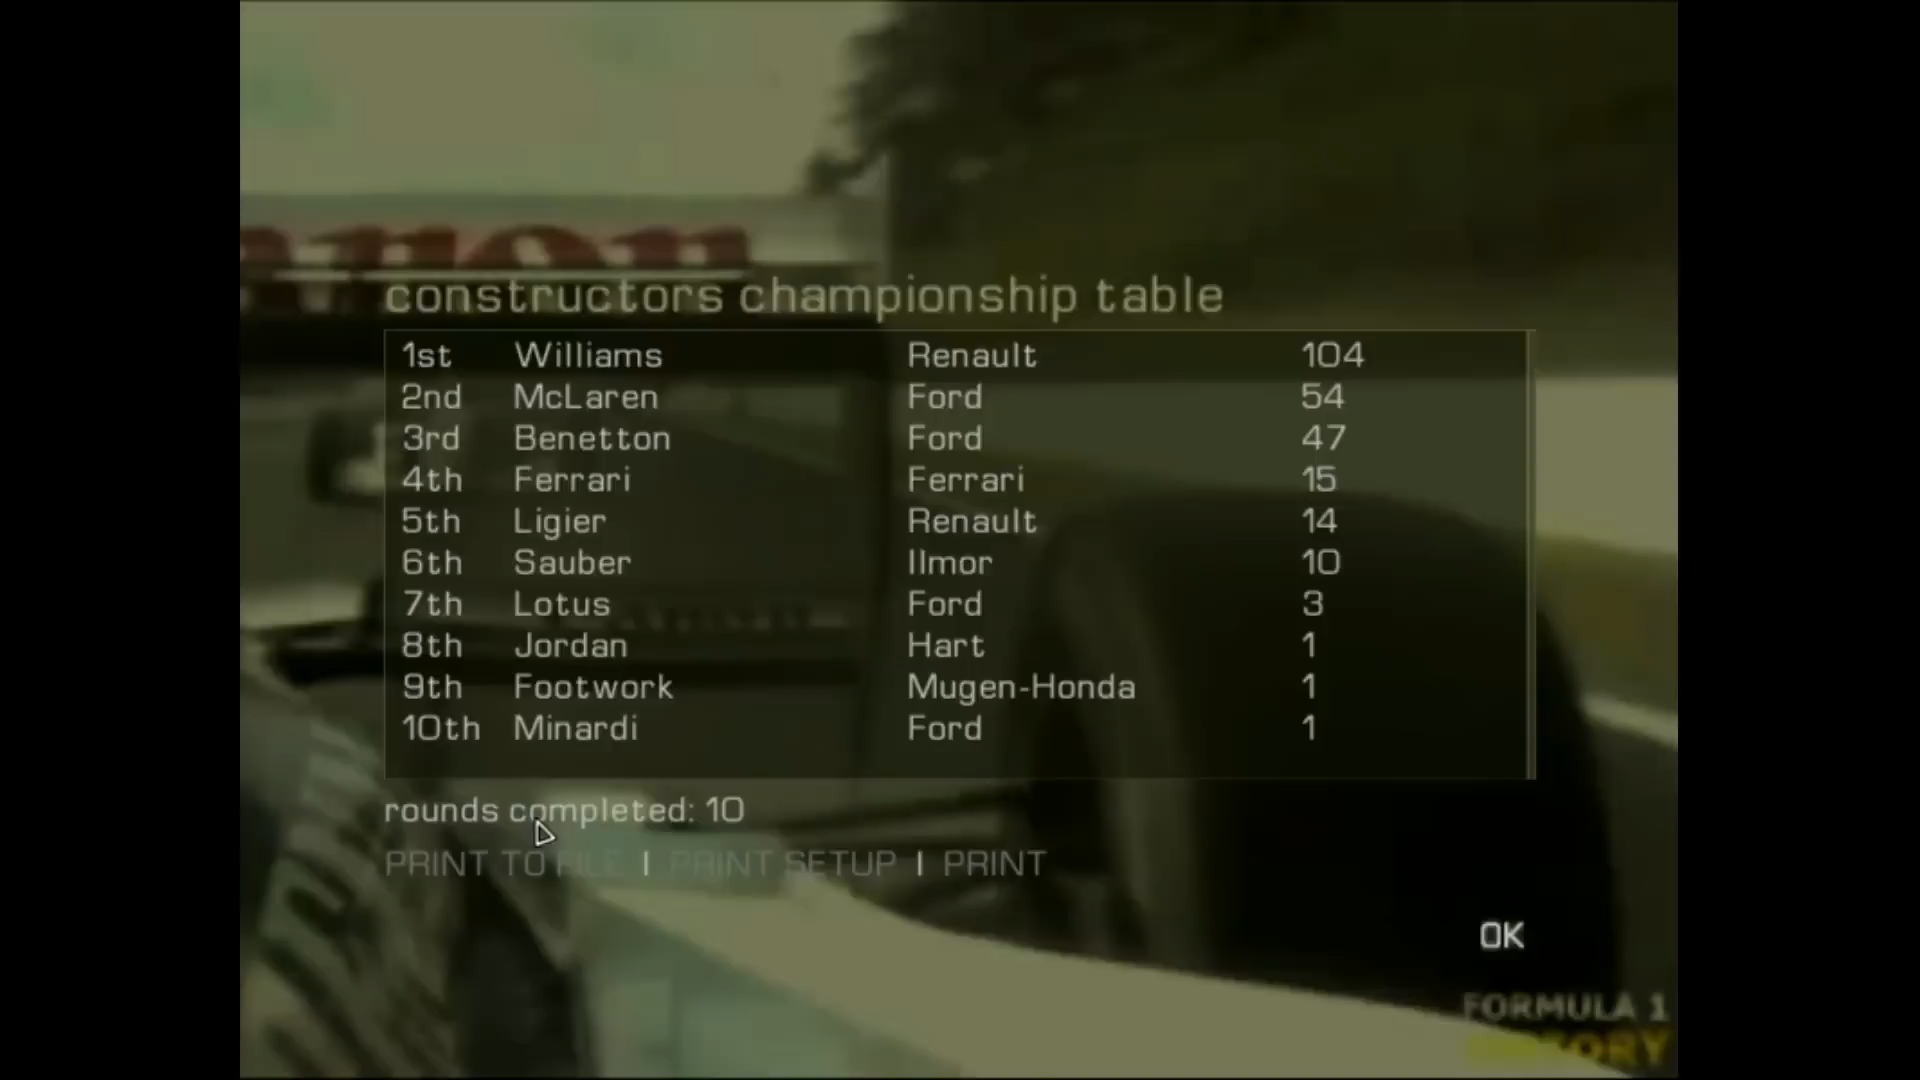 constructors championship table
1st Williams Renault 104
2nd McLaren Ford 54
3rd Benetton Ford 47
4th Ferrari Ferrari 15
5th Ligier Renault 14
6th Sauber Ilmor 10
7th Lotus Ford 3
8th Jordan Hart 1
9th Footwork Mugen-Honda 1
10th Minardi Ford 1
rounds completed: 10
PRINT TO FILE | PRINT SETUP | PRINT
OK
FORMULA 1